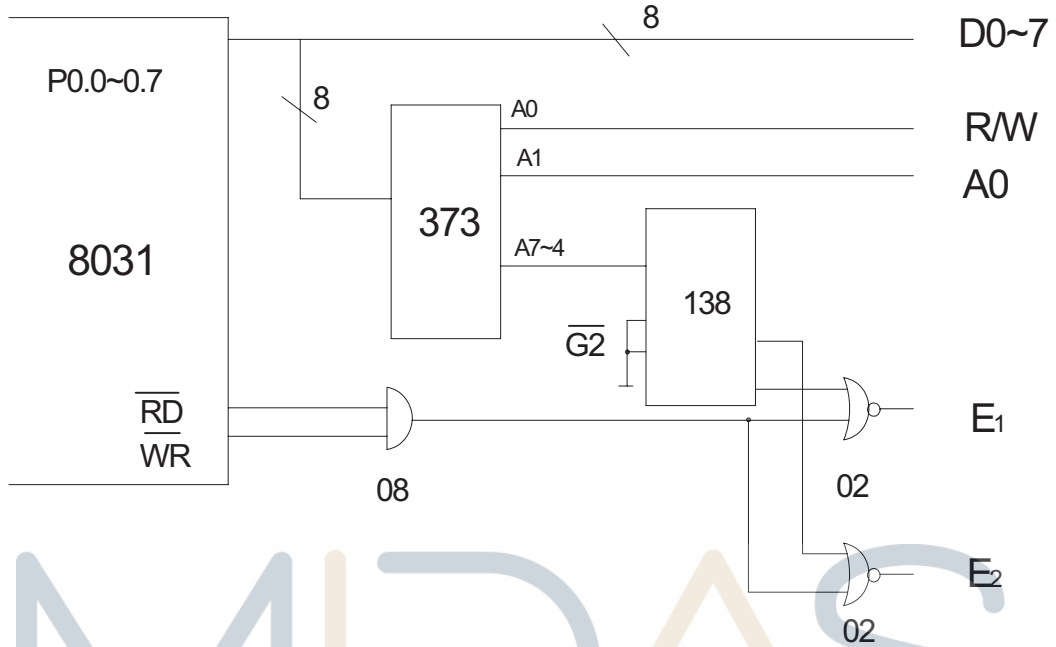 8
D0~7
P0.0~0.7
8
A0
R/W
A1
A0
373
8031
A7~4
138
G2
RD
E1
WR
08
02
E2
02
MIDAS